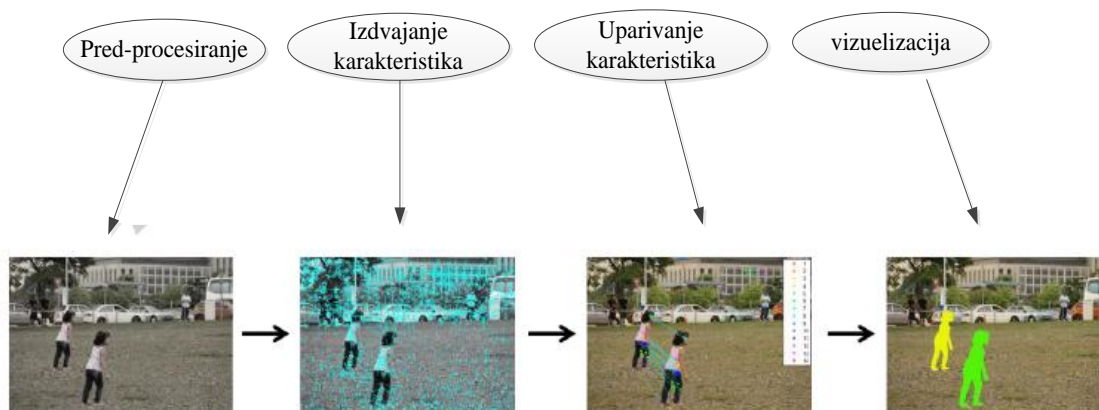 Pred-procesiranje
Izdvajanje
karakteristika
Uparivanje
karakteristika
vizuelizacija